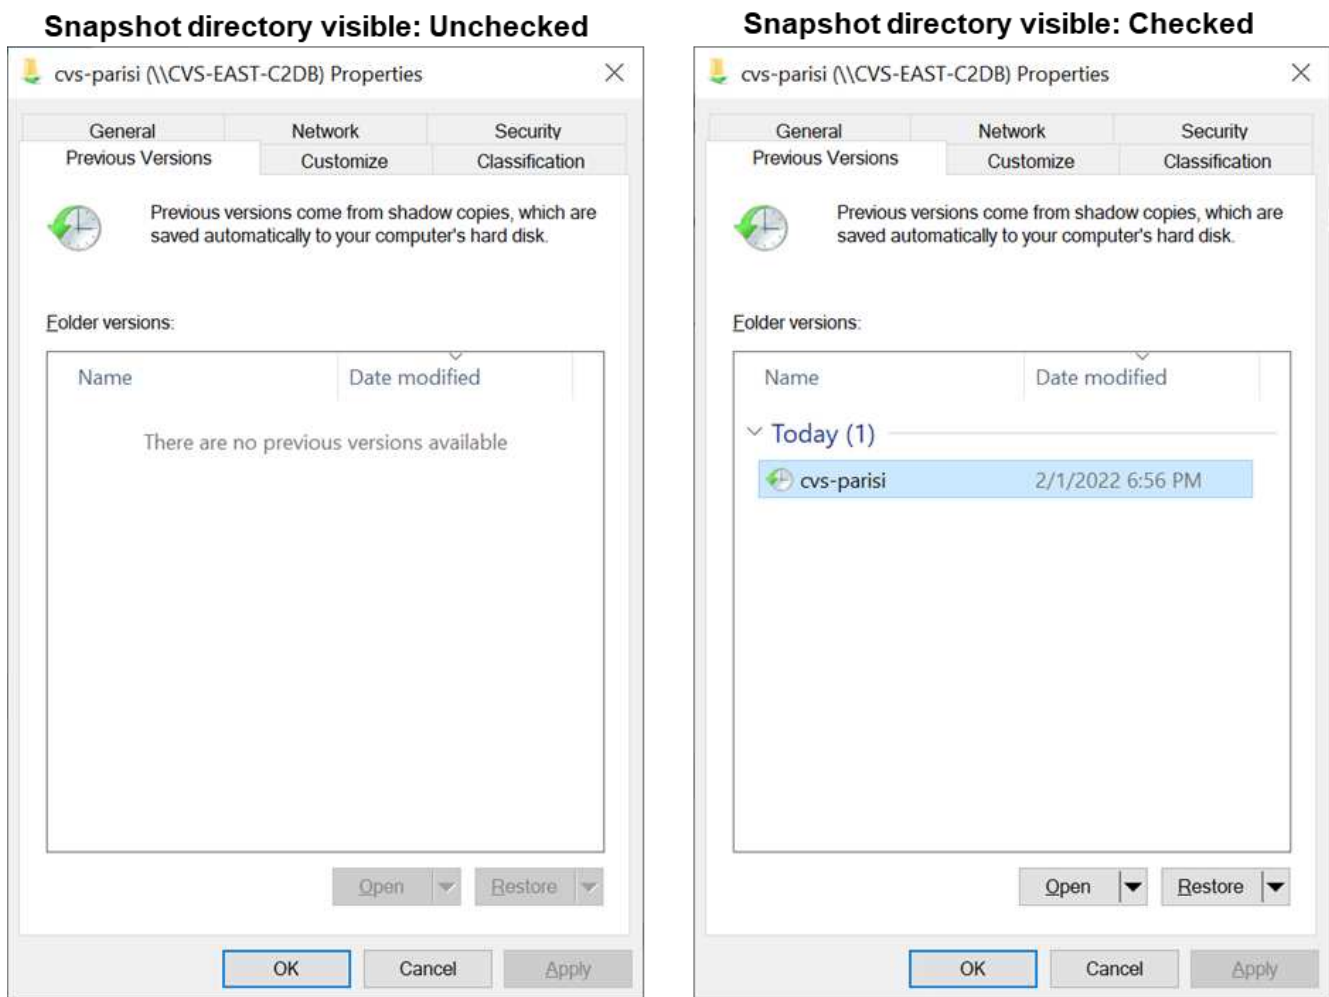 Snapshot directory visible: Unchecked
cvs-parisi (\\CVS-EAST-C2DB) Properties
General Network Security
Previous Versions Customize Classification
Previous versions come from shadow copies, which are
saved automatically to your computer's hard disk.
Folder versions:
Name Date modified
There are no previous versions available
Open Restore
OK Cancel Apply
Snapshot directory visible: Checked
cvs-parisi (\\CVS-EAST-C2DB) Properties
General Network Security
Previous Versions Customize Classification
Previous versions come from shadow copies, which are
saved automatically to your computer's hard disk.
Folder versions:
Name Date modified
Today (1)
cvs-parisi 2/1/2022 6:56 PM
Open Restore
OK Cancel Apply